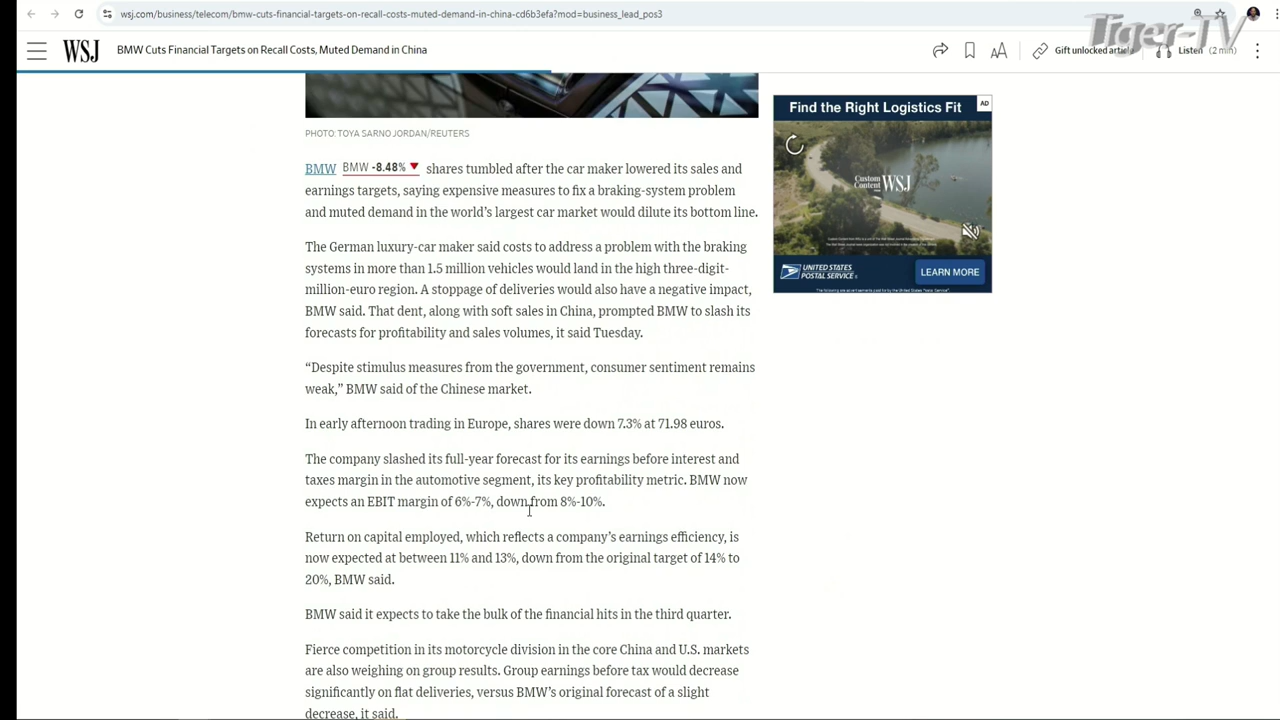 wsj.com/business/telecom/bmw-cuts-financial-targets-on-recall-costs-muted-demand-in-china-cd6b3efa?mod=business_lead_pos3
Tiger-TV
WSJ
BMW Cuts Financial Targets on Recall Costs, Muted Demand in China
AA
Gift unlocked article
Listen (2 min)
PHOTO: TOYA SARNO JORDAN/REUTERS
BMW BMW -8.48% ▼ shares tumbled after the car maker lowered its sales and
earnings targets, saying expensive measures to fix a braking-system problem
and muted demand in the world's largest car market would dilute its bottom line.
The German luxury-car maker said costs to address a problem with the braking
systems in more than 1.5 million vehicles would land in the high three-digit-
million-euro region. A stoppage of deliveries would also have a negative impact,
BMW said. That dent, along with soft sales in China, prompted BMW to slash its
forecasts for profitability and sales volumes, it said Tuesday.
“Despite stimulus measures from the government, consumer sentiment remains
weak,” BMW said of the Chinese market.
In early afternoon trading in Europe, shares were down 7.3% at 71.98 euros.
The company slashed its full-year forecast for its earnings before interest and
taxes margin in the automotive segment, its key profitability metric. BMW now
expects an EBIT margin of 6%-7%, down from 8%-10%.
Return on capital employed, which reflects a company's earnings efficiency, is
now expected at between 11% and 13%, down from the original target of 14% to
20%, BMW said.
BMW said it expects to take the bulk of the financial hits in the third quarter.
Fierce competition in its motorcycle division in the core China and U.S. markets
are also weighing on group results. Group earnings before tax would decrease
significantly on flat deliveries, versus BMW's original forecast of a slight
decrease, it said.
Find the Right Logistics Fit
AD
Custom
Content
from
WSJ
UNITED STATES
POSTAL SERVICE
LEARN MORE